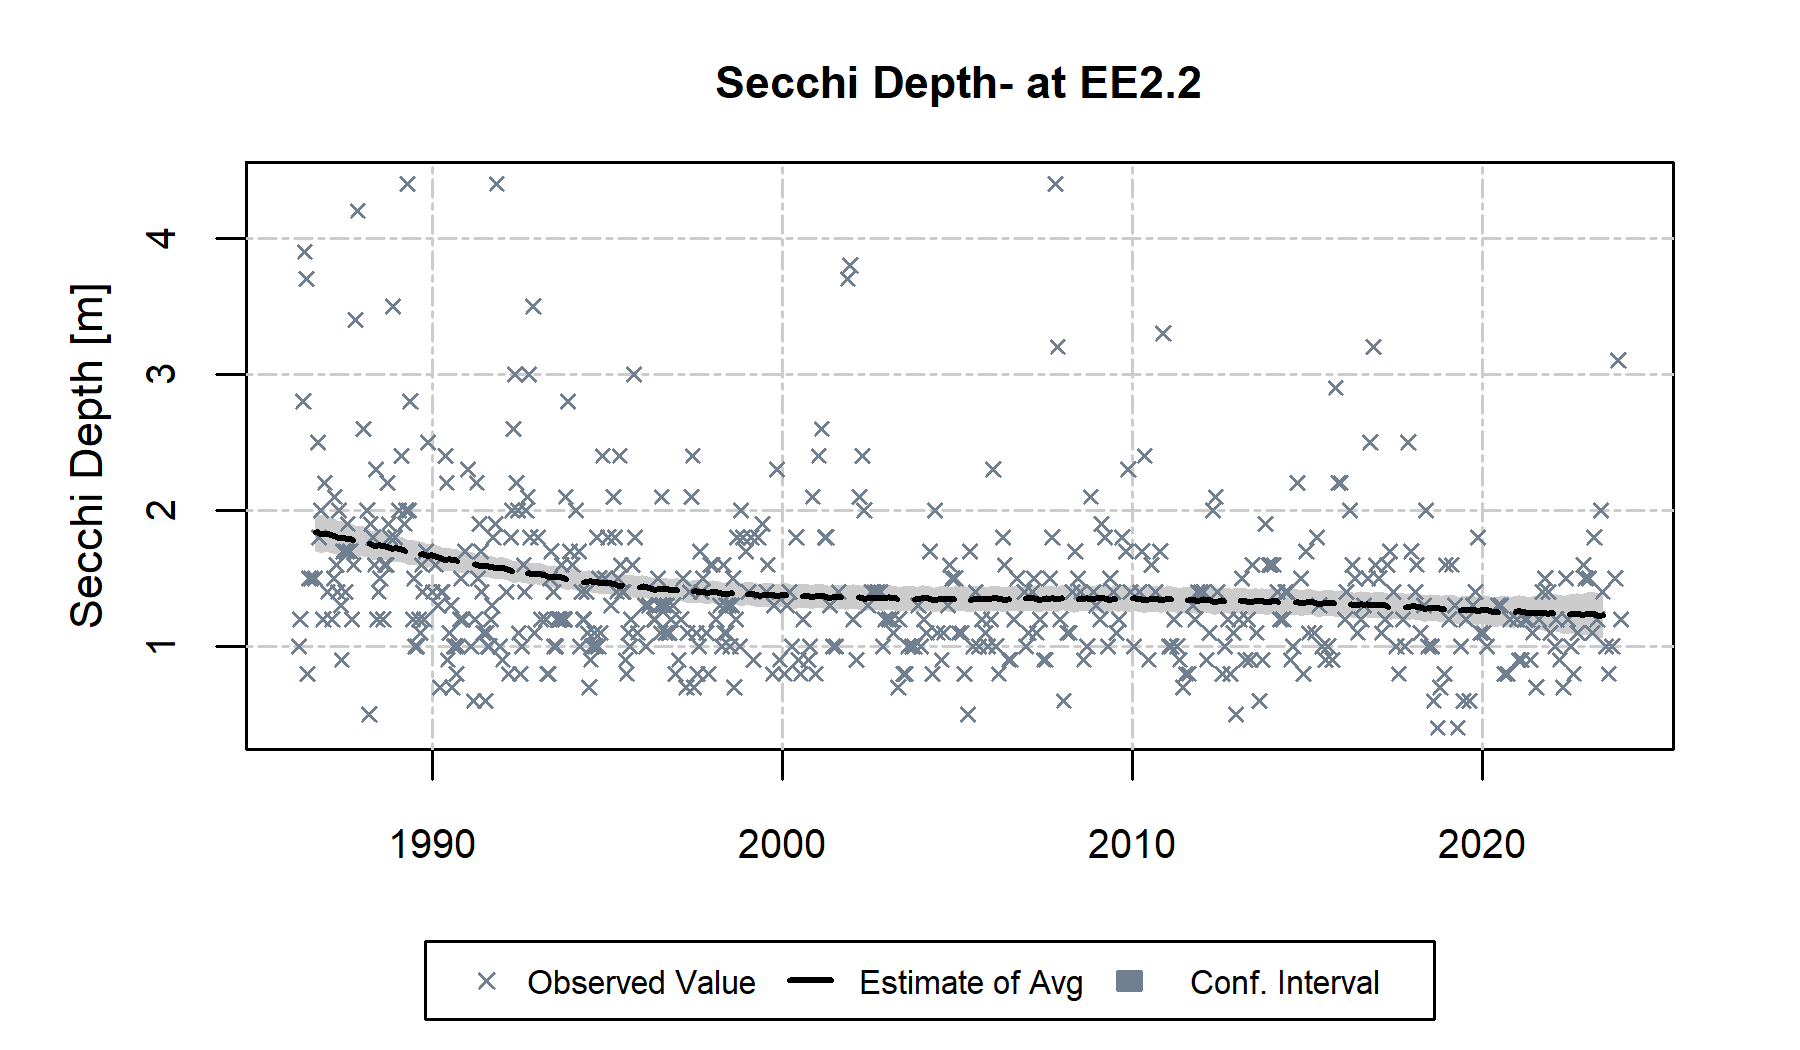 Secchi Depth- at EE2.2
Secchi Depth [m]
4
3
2
1
1990 2000 2010 2020
Observed Value Estimate of Avg Conf. Interval